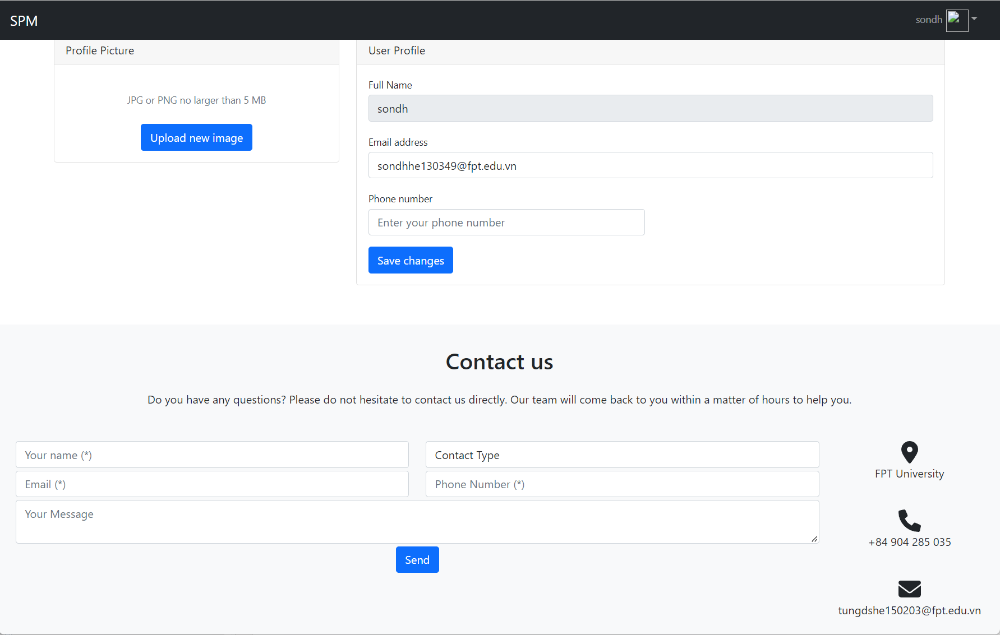 SPM
sondh
Profile Picture
JPG or PNG no larger than 5 MB
Upload new image
User Profile
Full Name
sondh
Email address
sondhhe130349@fpt.edu.vn
Phone number
Enter your phone number
Save changes
Contact us
Do you have any questions? Please do not hesitate to contact us directly. Our team will come back to you within a matter of hours to help you.
Your name (*)
Contact Type
Email (*)
Phone Number (*)
Your Message
Send
FPT University
+84 904 285 035
tungdshe150203@fpt.edu.vn